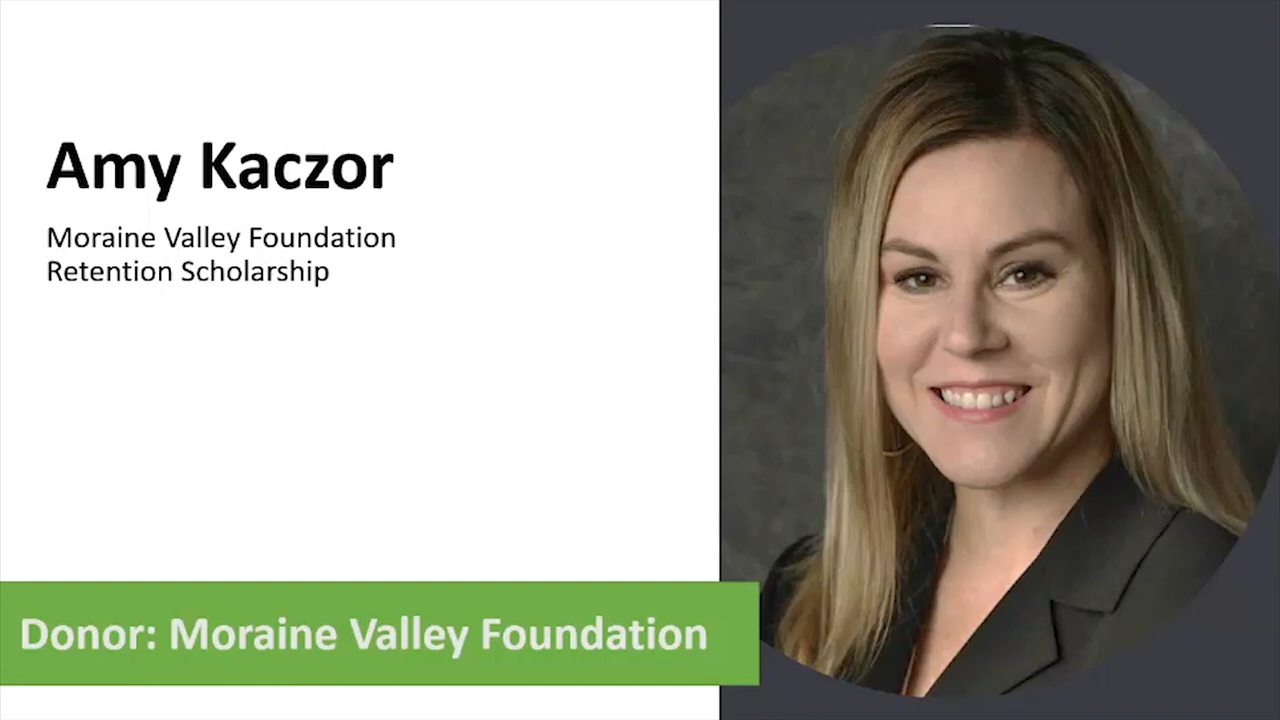 Amy Kaczor
Moraine Valley Foundation
Retention Scholarship
Donor: Moraine Valley Foundation